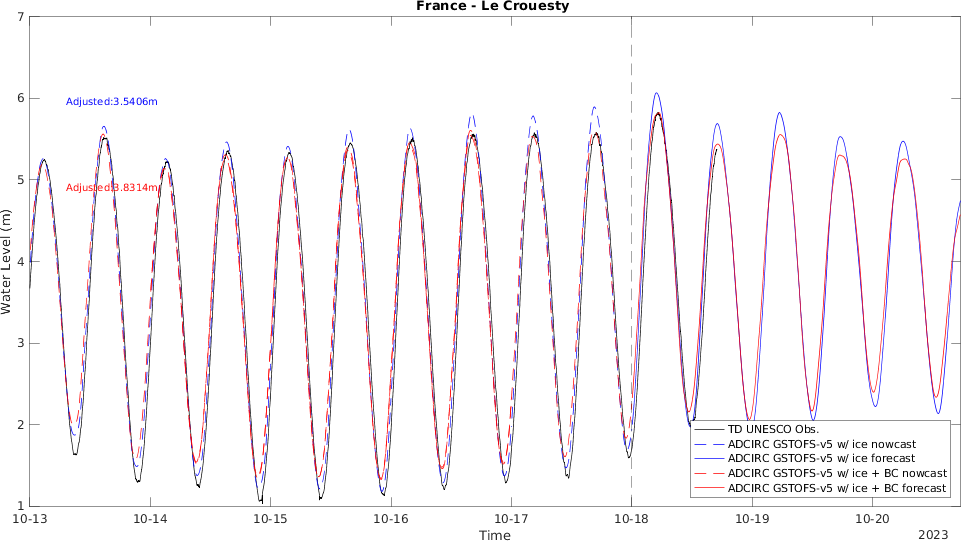 France - Le Crouesty
7
6
5
4
3
2
1
Water Level (m)
Adjusted:3.5406m
Adjusted:3.8314m
TD UNESCO Obs.
ADCIRC GSTOFS-v5 w/ ice nowcast
ADCIRC GSTOFS-v5 w/ ice forecast
ADCIRC GSTOFS-v5 w/ ice + BC nowcast
ADCIRC GSTOFS-v5 w/ ice + BC forecast
10-13 10-14 10-15 10-16 10-17 10-18 10-19 10-20
Time
2023